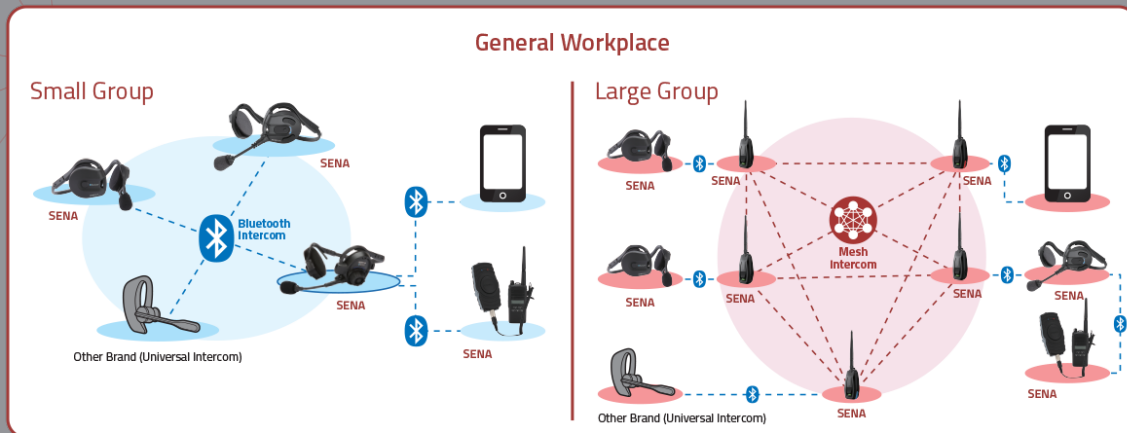 General Workplace
Small Group
SENA
SENA
Bluetooth
Intercom
SENA
Other Brand (Universal Intercom)
SENA
Large Group
SENA
SENA
SENA
Mesh
Intercom
SENA
SENA
SENA
SENA
SENA
Other Brand (Universal Intercom)
SENA